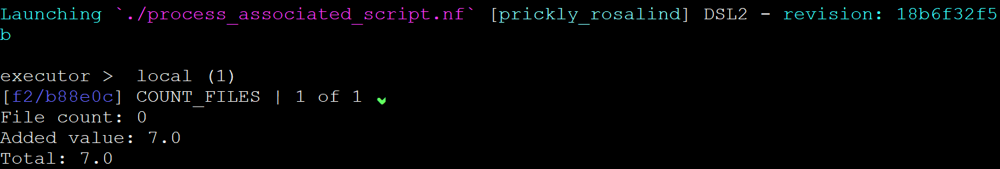 Launching `./process_associated_script.nf` [prickly_rosalind] DSL2 - revision: 18b6f32f5
b
executor >  local (1)
[f2/b88e0c] COUNT_FILES | 1 of 1 ✔
File count: 0
Added value: 7.0
Total: 7.0